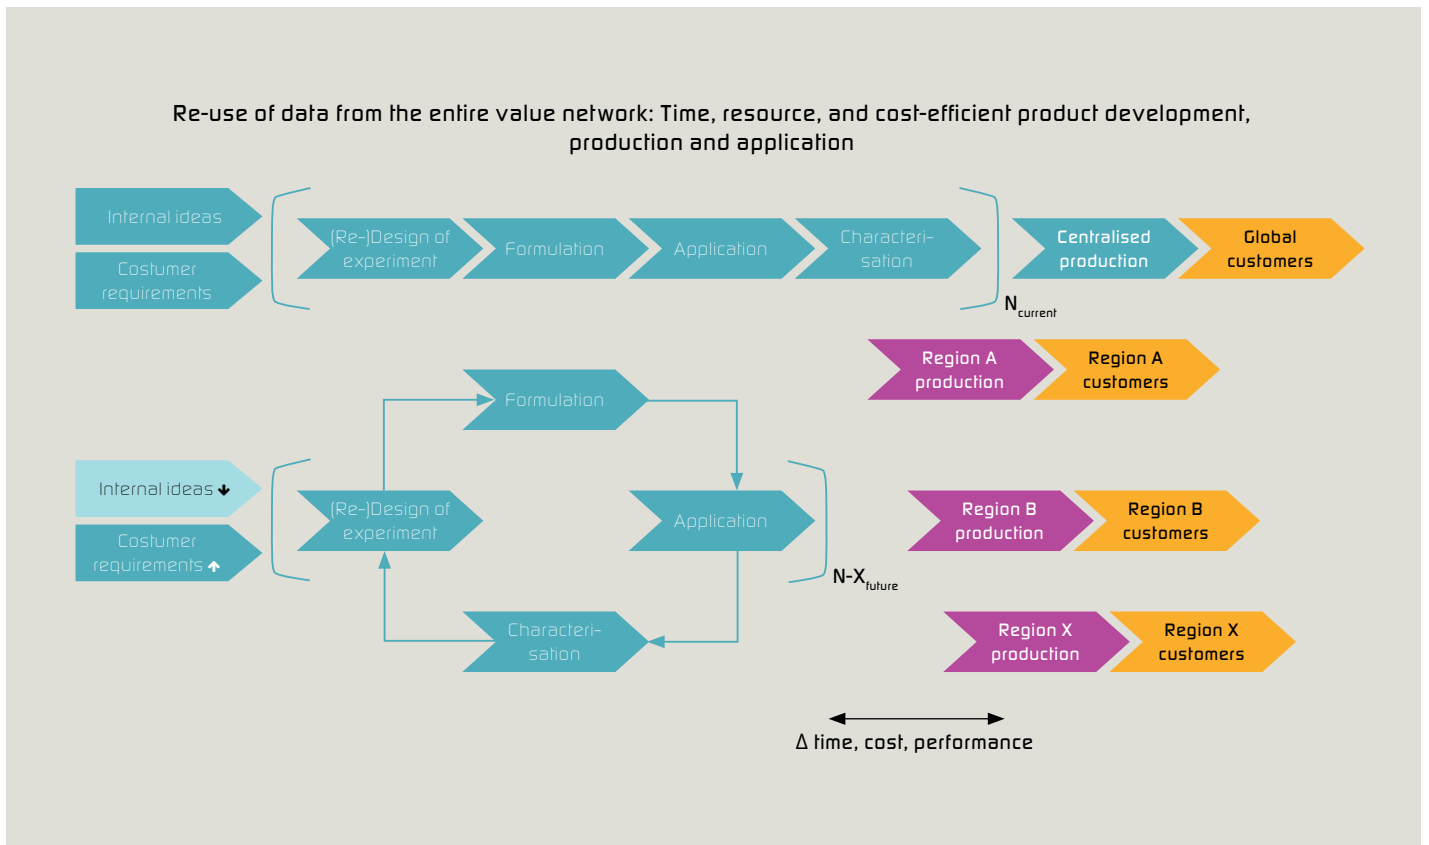 Re-use of data from the entire value network: Time, resource, and cost-efficient product development,
production and application
Internal ideas
Costumer
requirements
(Re-)Design of
experiment
Formulation
Application
Characteri-
sation
Centralised
production
Global
customers
N current
Region A
production
Region A
customers
Formulation
Internal ideas ↓
Costumer
requirements ↑
(Re-)Design of
experiment
Application
Characteri-
sation
N-X future
Region B
production
Region B
customers
Region X
production
Region X
customers
Δ time, cost, performance